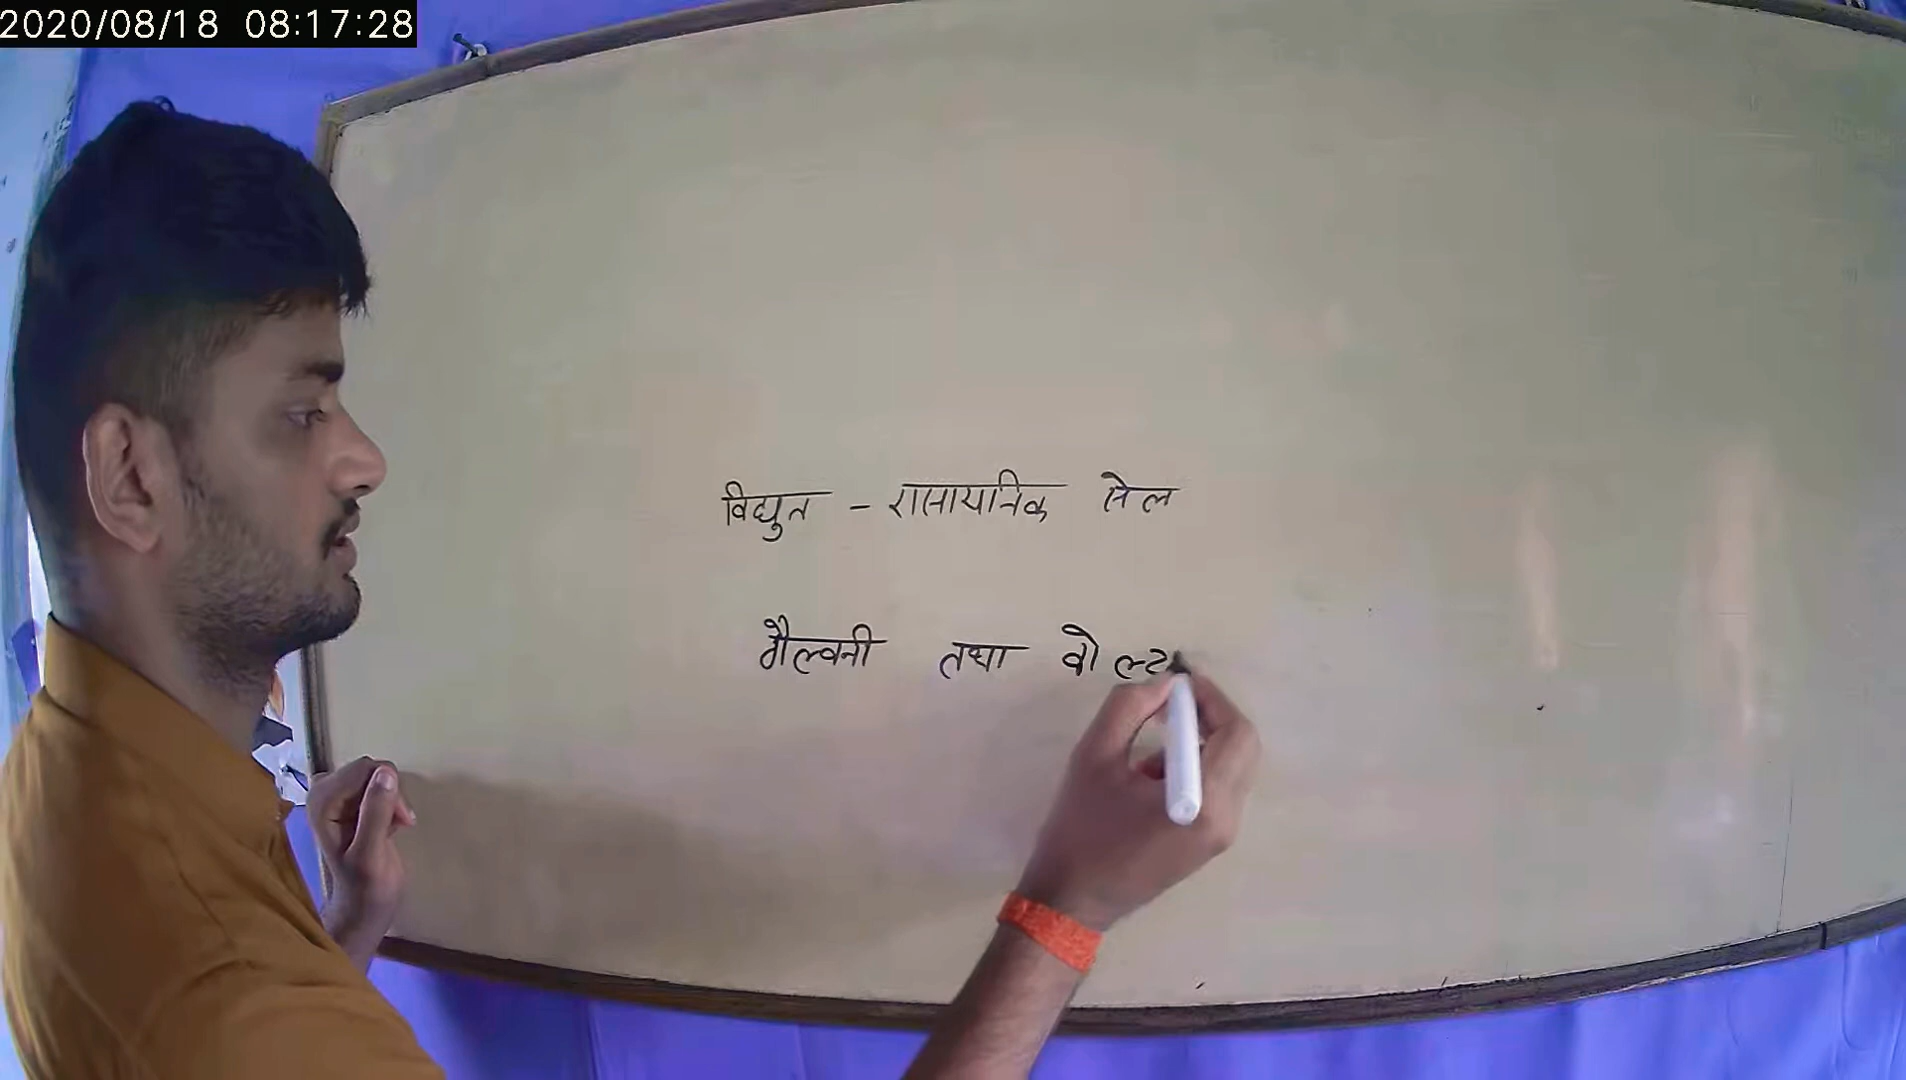 2020/08/18 08:17:28
विद्युत - रासायनिक सेल
गैल्वनी तथा वोल्ट